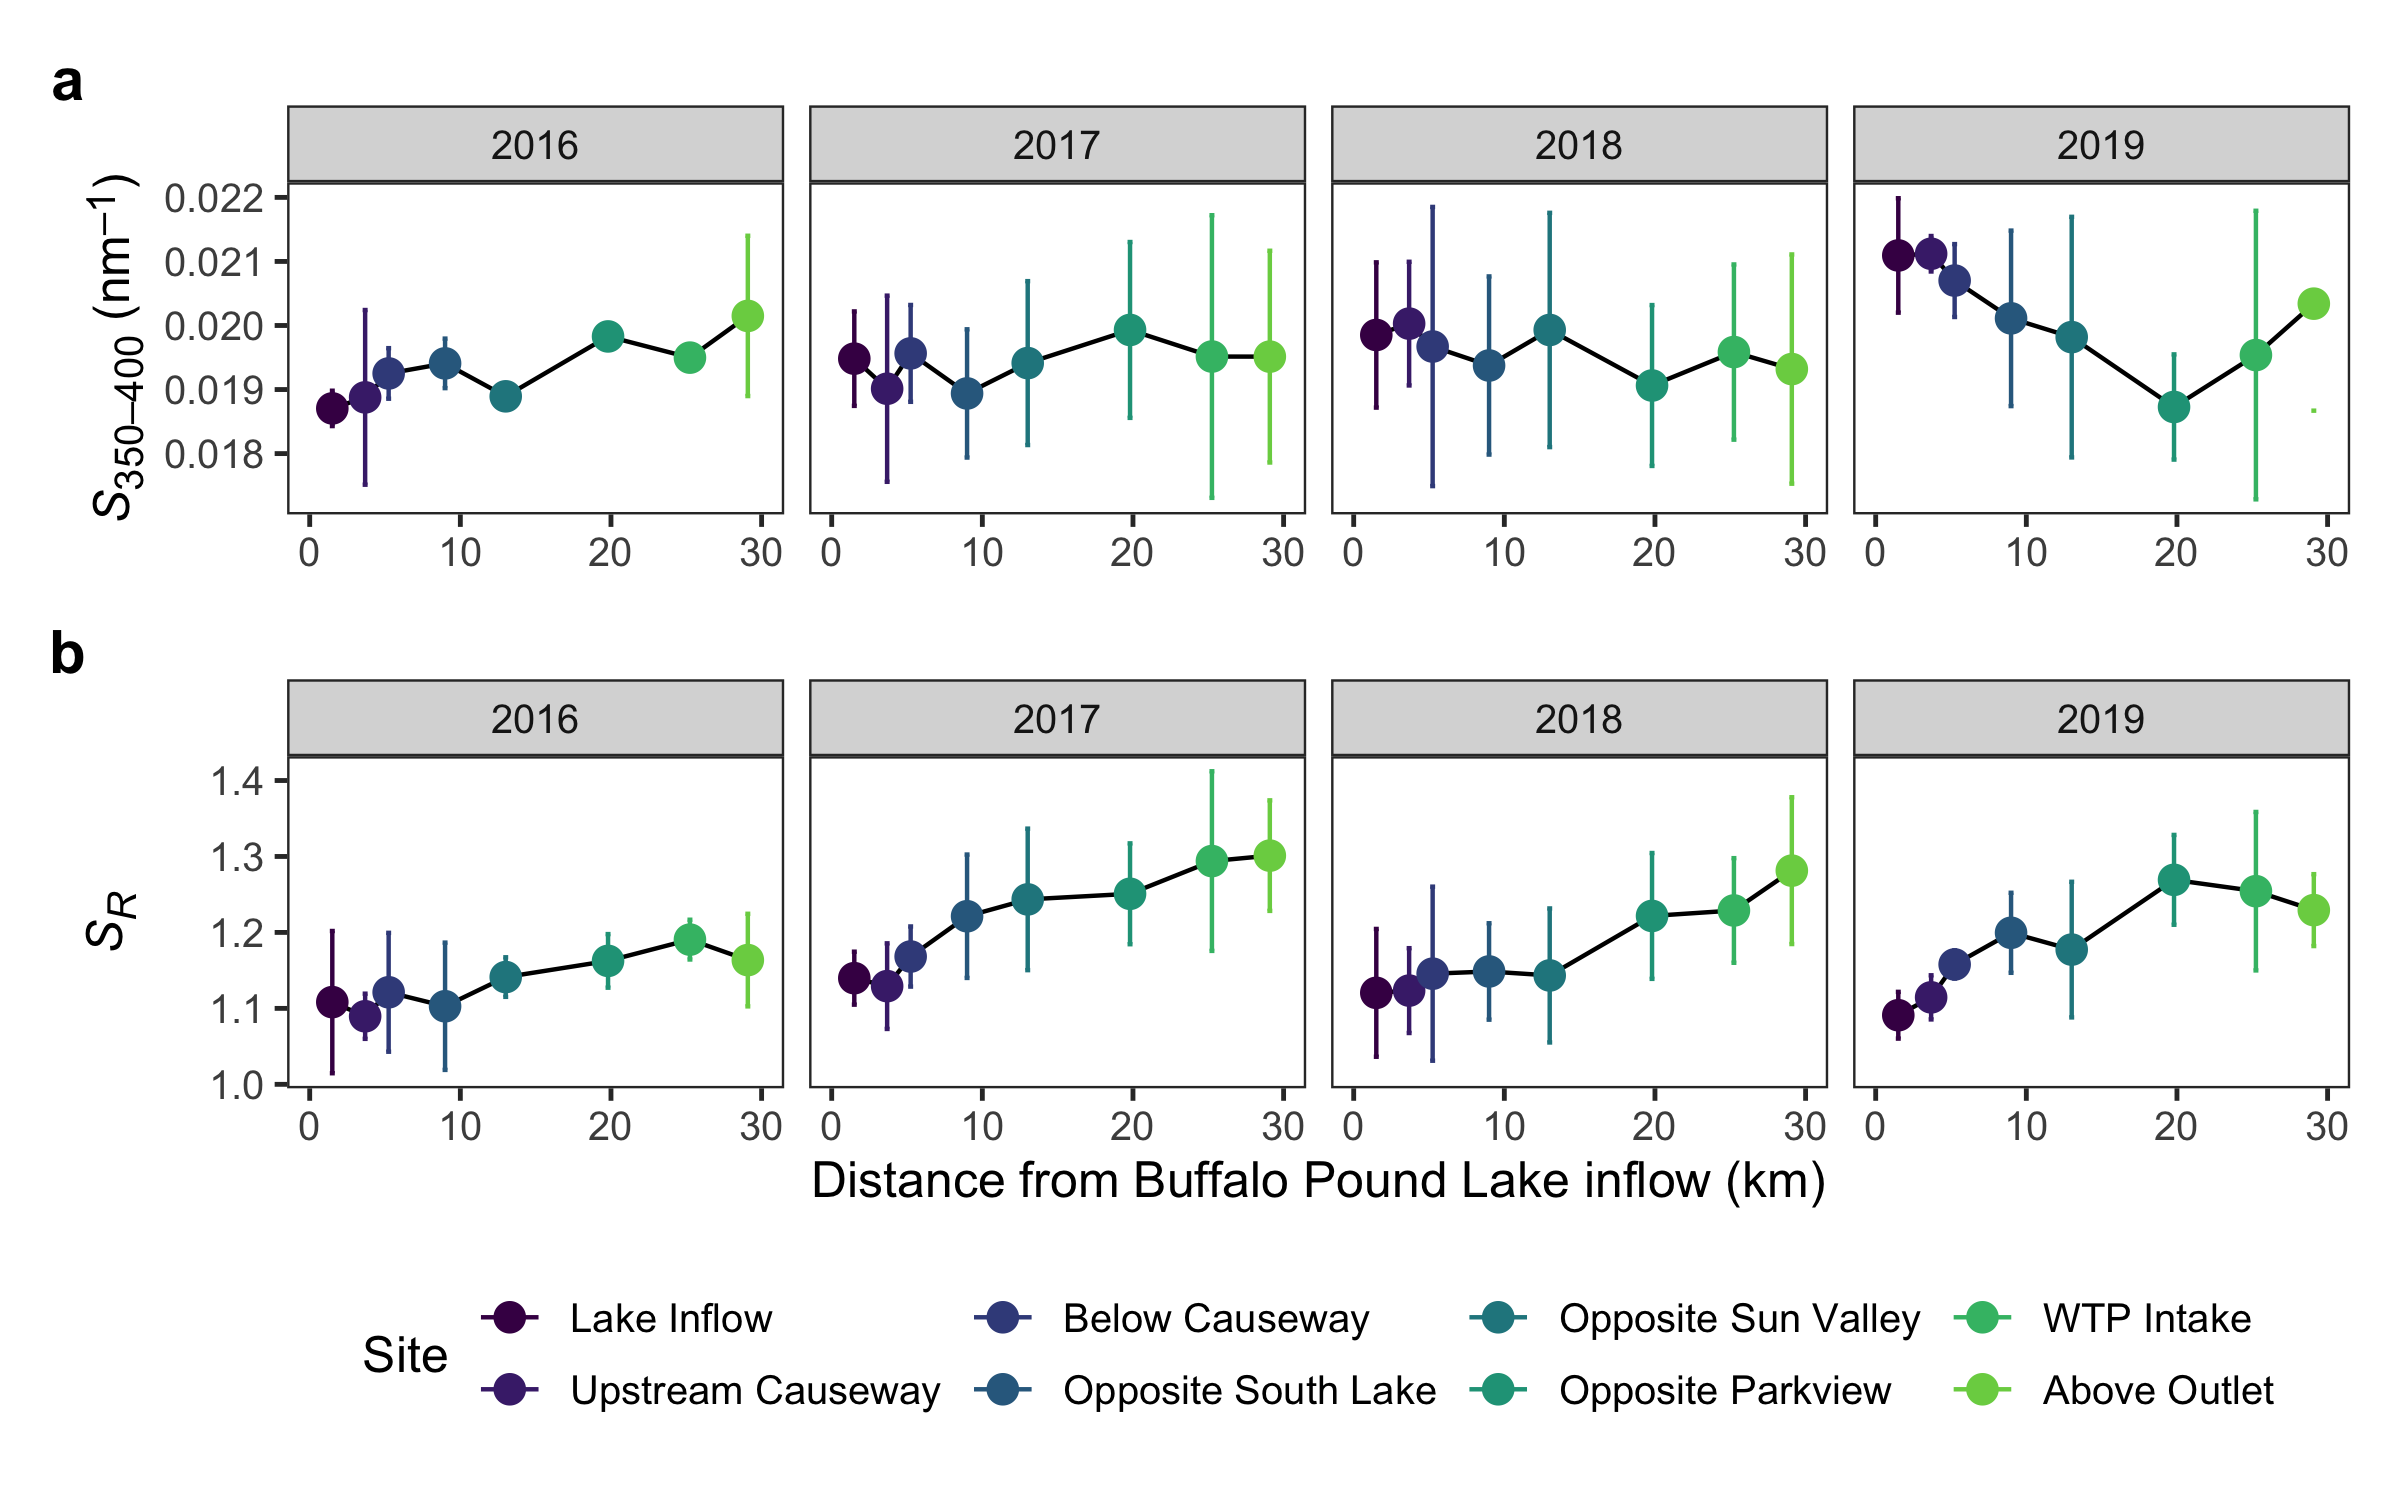 a
2016 2017 2018 2019
S350–400 (nm−1)
0.022
0.021
0.020
0.019
0.018
0 10 20 30 0 10 20 30 0 10 20 30 0 10 20 30
b
2016 2017 2018 2019
SR
1.4
1.3
1.2
1.1
1.0
0 10 20 30 0 10 20 30 0 10 20 30 0 10 20 30
Distance from Buffalo Pound Lake inflow (km)
Site
Lake Inflow Below Causeway Opposite Sun Valley WTP Intake
Upstream Causeway Opposite South Lake Opposite Parkview Above Outlet